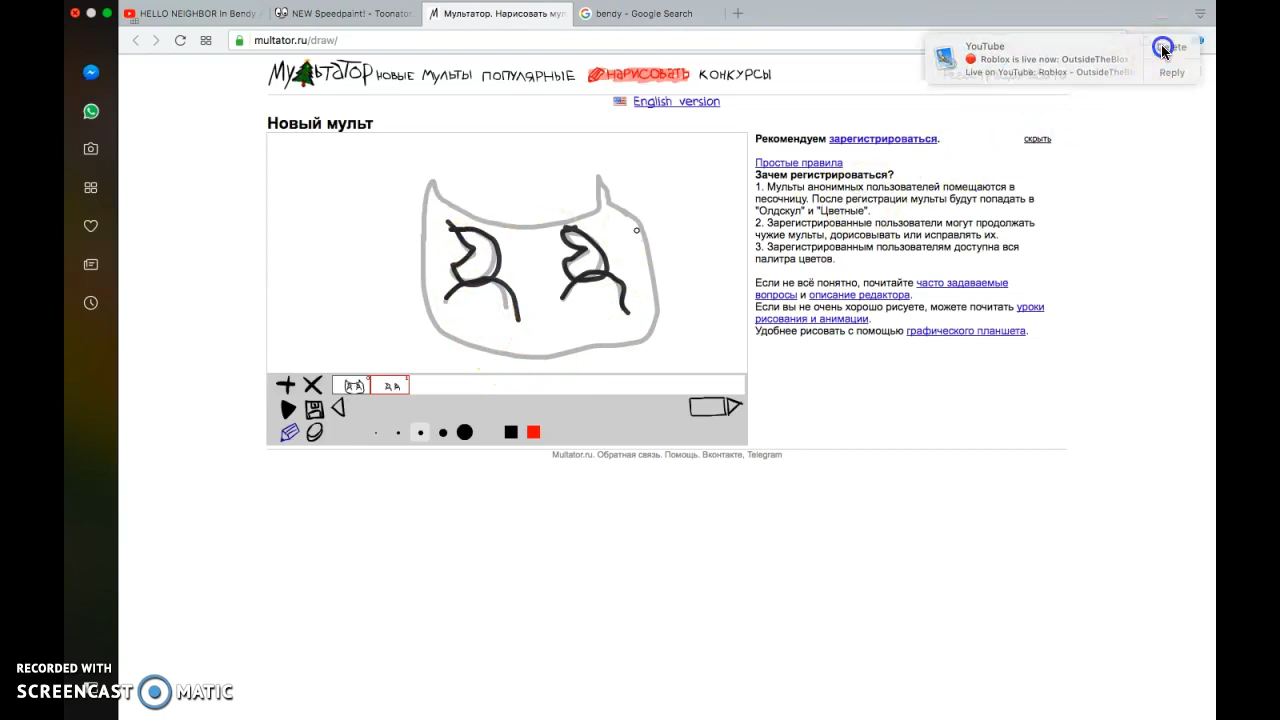 HELLO NEIGHBOR In Bendy
NEW Speedpaint! - Toonator.
Мультатор. Нарисовать мул
bendy - Google Search
multator.ru/draw/
YouTube
Roblox is live now: OutsideTheBlox
Live on YouTube: Roblox - OutsideTheBl
Reply
Мультатор НОВЫЕ МУЛЬТЫ ПОПУЛЯРНЫЕ НАРИСОВАТЬ КОНКУРСЫ
English version
Новый мульт
Рекомендуем зарегистрироваться.
скрыть
Простые правила
Зачем регистрироваться?
1. Мульты анонимных пользователей помещаются в
песочницу. После регистрации мульты будут попадать в
"Олдскул" и "Цветные".
2. Зарегистрированные пользователи могут продолжать
чужие мульты, дорисовывать или исправлять их.
3. Зарегистрированным пользователям доступна вся
палитра цветов.
Если не всё понятно, почитайте часто задаваемые
вопросы и описание редактора.
Если вы не очень хорошо рисуете, можете почитать уроки
рисования и анимации.
Удобнее рисовать с помощью графического планшета.
Multator.ru. Обратная связь. Помощь. Вконтакте, Telegram
RECORDED WITH
SCREENCAST MATIC